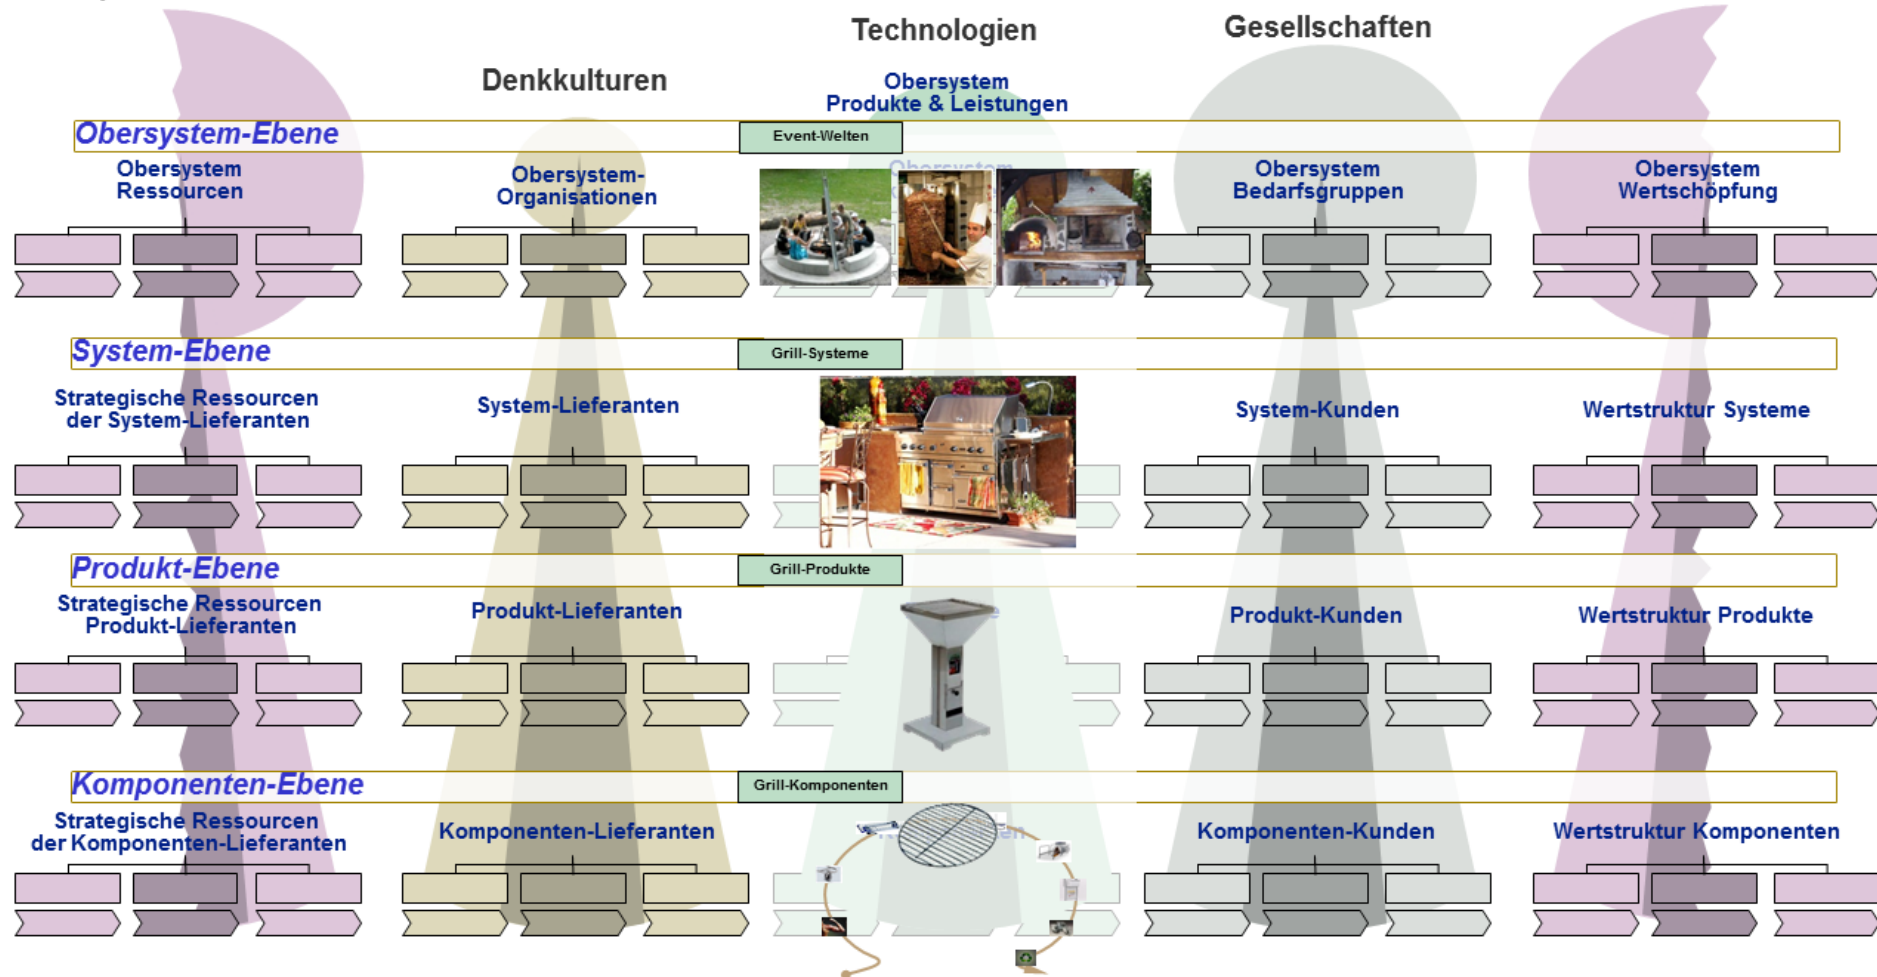 Technologien
Gesellschaften
Denkkulturen
Obersystem
Produkte & Leistungen
Obersystem-Ebene
Event-Welten
Obersystem
Ressourcen
Obersystem-
Organisationen
Obersystem
Obersystem
Bedarfsgruppen
Obersystem
Wertschöpfung
System-Ebene
Grill-Systeme
Strategische Ressourcen
der System-Lieferanten
System-Lieferanten
System-Kunden
Wertstruktur Systeme
Produkt-Ebene
Grill-Produkte
Strategische Ressourcen
Produkt-Lieferanten
Produkt-Lieferanten
Produkt-Kunden
Wertstruktur Produkte
Komponenten-Ebene
Grill-Komponenten
Strategische Ressourcen
der Komponenten-Lieferanten
Komponenten-Lieferanten
Komponenten-Kunden
Wertstruktur Komponenten